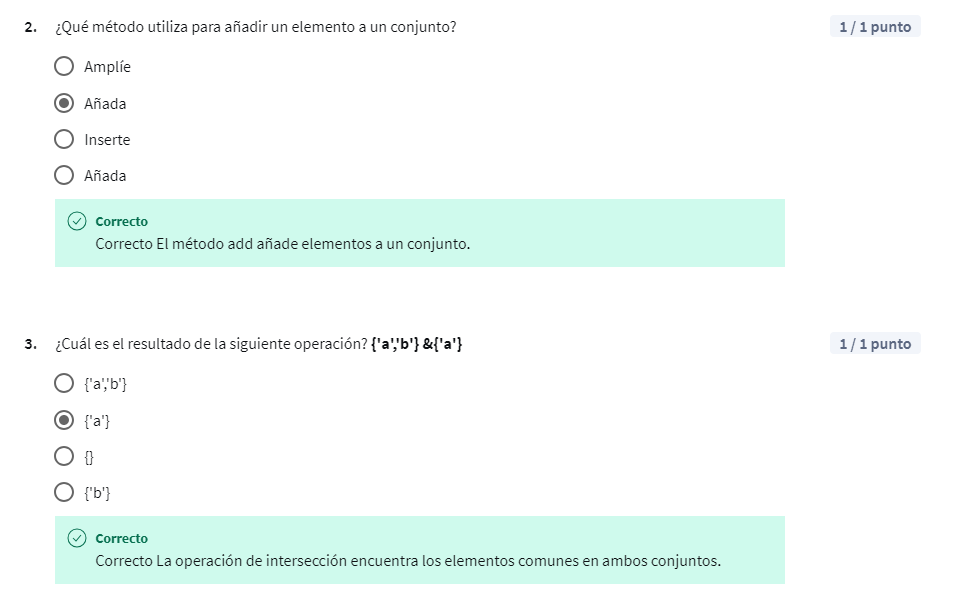 2. ¿Qué método utiliza para añadir un elemento a un conjunto? 1 / 1 punto
Amplíe
Añada
Inserte
Añada
Correcto
Correcto El método add añade elementos a un conjunto.
3. ¿Cuál es el resultado de la siguiente operación? {'a','b'} &{'a'} 1 / 1 punto
{'a','b'}
{'a'}
{}
{'b'}
Correcto
Correcto La operación de intersección encuentra los elementos comunes en ambos conjuntos.